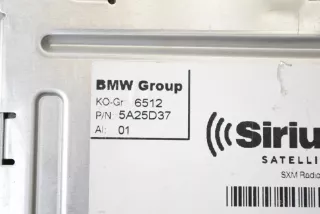 BMW Group
KO-Gr 6512
P/N: 5A25D37
AI: 01
Siriu
SATELLI
SXM Radio